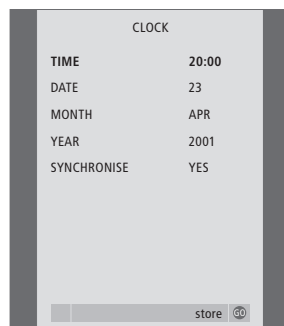 CLOCK
TIME 20:00
DATE 23
MONTH APR
YEAR 2001
SYNCHRONISE YES
store GO